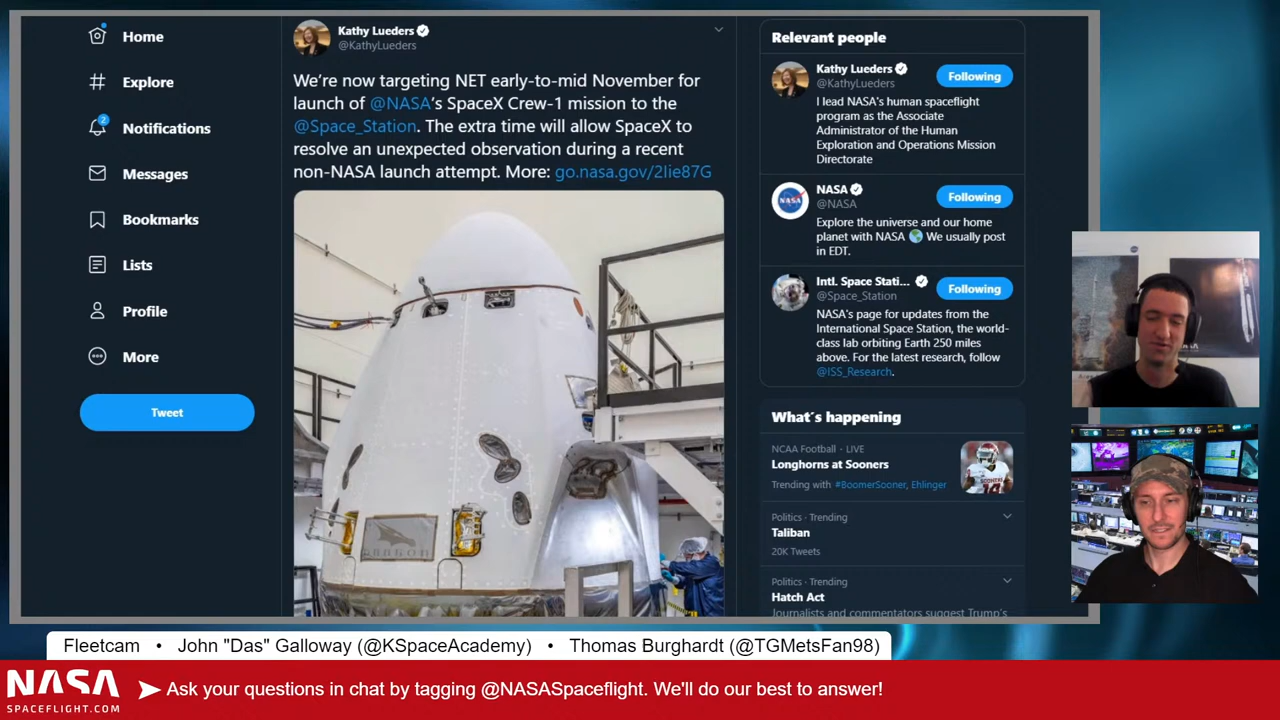 Home
Explore
2
Notifications
Messages
Bookmarks
Lists
Profile
More
Tweet
Kathy Lueders
@KathyLueders
We're now targeting NET early-to-mid November for
launch of @NASA's SpaceX Crew-1 mission to the
@Space_Station. The extra time will allow SpaceX to
resolve an unexpected observation during a recent
non-NASA launch attempt. More: go.nasa.gov/2Iie87G
DRAGON
Relevant people
Kathy Lueders
@KathyLueders
Following
I lead NASA's human spaceflight
program as the Associate
Administrator of the Human
Exploration and Operations Mission
Directorate
NASA
@NASA
Following
Explore the universe and our home
planet with NASA 🌎 We usually post
in EDT.
Intl. Space Stati...
@Space_Station
Following
NASA's page for updates from the
International Space Station, the world-
class lab orbiting Earth 250 miles
above. For the latest research, follow
@ISS_Research.
What's happening
NCAA Football · LIVE
Longhorns at Sooners
Trending with #BoomerSooner, Ehlinger
Politics · Trending
Taliban
20K Tweets
Politics · Trending
Hatch Act
Journalists and commentators suggest Trump's
Fleetcam • John "Das" Galloway (@KSpaceAcademy) • Thomas Burghardt (@TGMetsFan98)
NASA
SPACEFLIGHT.COM
Ask your questions in chat by tagging @NASASpaceflight. We'll do our best to answer!